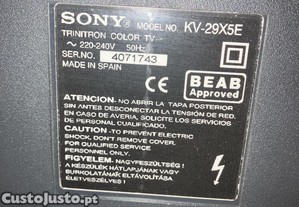 SONY MODEL NO. KV-29X5E
TRINITRON COLOR TV
~ 220-240V 50Hz
SER.NO. 4071743
MADE IN SPAIN
BEAB
Approved
ATENCION- NO ABRIR LA TAPA POSTERIOR
SIN ANTES DESCONECTAR LA TENSION DE RED.
EN CASO DE AVERIA, SOLICITE LOS SERVICIOS
DE PERSONAL CUALIFICADO.
CAUTION-TO PREVENT ELECTRIC
SHOCK, DON'T REMOVE COVER.
FOR QUALIFIED SERVICE
PERSONNEL ONLY.
FIGYELEM- NAGYFESZÜLTSÉG !
A KÉSZÜLÉK HÁTLAPJÁNAK VAGY
BURKOLATÁNAK ELTÁVOLÍTÁSA
ÉLETVESZÉLYES !
CustoJusto.pt